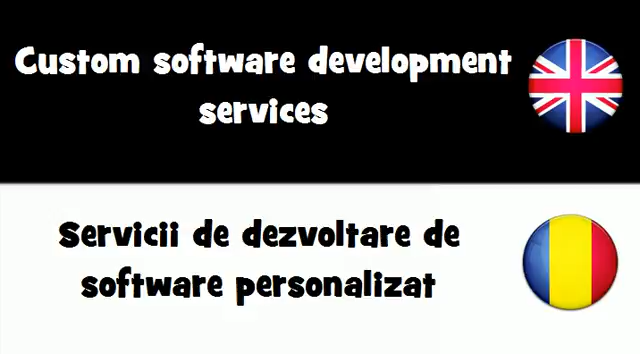 Custom software development
services
Servicii de dezvoltare de
software personalizat